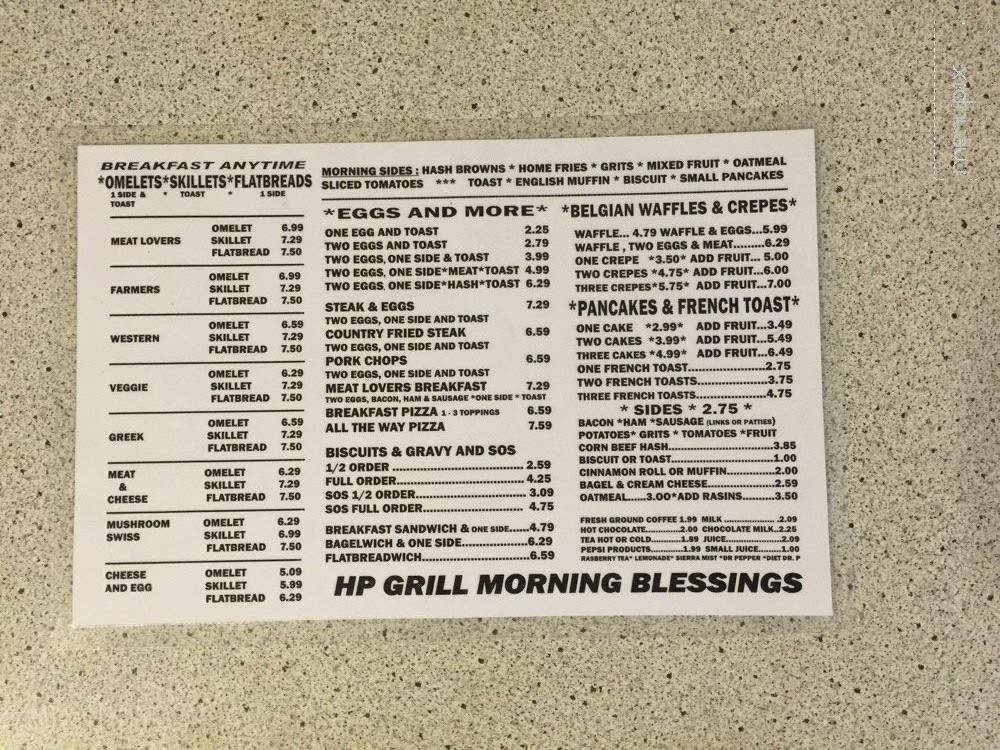 BREAKFAST ANYTIME
*OMELETS*SKILLETS*FLATBREADS
1 SIDE & * TOAST * 1 SIDE
TOAST
MEAT LOVERS
OMELET 6.99
SKILLET 7.29
FLATBREAD 7.50
FARMERS
OMELET 6.99
SKILLET 7.29
FLATBREAD 7.50
WESTERN
OMELET 6.59
SKILLET 7.29
FLATBREAD 7.50
VEGGIE
OMELET 6.29
SKILLET 7.29
FLATBREAD 7.50
GREEK
OMELET 6.59
SKILLET 7.29
FLATBREAD 7.50
MEAT
&
CHEESE
OMELET 6.29
SKILLET 7.29
FLATBREAD 7.50
MUSHROOM
SWISS
OMELET 6.29
SKILLET 6.99
FLATBREAD 7.50
CHEESE
AND EGG
OMELET 5.09
SKILLET 5.99
FLATBREAD 6.29
MORNING SIDES : HASH BROWNS * HOME FRIES * GRITS * MIXED FRUIT * OATMEAL
SLICED TOMATOES *** TOAST * ENGLISH MUFFIN * BISCUIT * SMALL PANCAKES
*EGGS AND MORE*
ONE EGG AND TOAST 2.25
TWO EGGS AND TOAST 2.79
TWO EGGS, ONE SIDE & TOAST 3.99
TWO EGGS, ONE SIDE*MEAT*TOAST 4.99
TWO EGGS, ONE SIDE*HASH*TOAST 6.29
STEAK & EGGS 7.29
TWO EGGS, ONE SIDE AND TOAST
COUNTRY FRIED STEAK 6.59
TWO EGGS, ONE SIDE AND TOAST
PORK CHOPS 6.59
TWO EGGS, ONE SIDE AND TOAST
MEAT LOVERS BREAKFAST 7.29
TWO EGGS, BACON, HAM & SAUSAGE *ONE SIDE * TOAST
BREAKFAST PIZZA 1 - 3 TOPPINGS 6.59
ALL THE WAY PIZZA 7.59
BISCUITS & GRAVY AND SOS
1/2 ORDER ................................ 2.59
FULL ORDER................................ 4.25
SOS 1/2 ORDER............................ 3.09
SOS FULL ORDER.......................... 4.75
BREAKFAST SANDWICH & ONE SIDE......4.79
BAGELWICH & ONE SIDE................6.29
FLATBREADWICH..........................6.59
*BELGIAN WAFFLES & CREPES*
WAFFLE... 4.79 WAFFLE & EGGS...5.99
WAFFLE , TWO EGGS & MEAT.........6.29
ONE CREPE *3.50* ADD FRUIT... 5.00
TWO CREPES *4.75* ADD FRUIT...6.00
THREE CREPES*5.75* ADD FRUIT...7.00
*PANCAKES & FRENCH TOAST*
ONE CAKE *2.99* ADD FRUIT...3.49
TWO CAKES *3.99* ADD FRUIT...5.49
THREE CAKES *4.99* ADD FRUIT...6.49
ONE FRENCH TOAST...................2.75
TWO FRENCH TOASTS.................3.75
THREE FRENCH TOASTS................4.75
* SIDES * 2.75 *
BACON *HAM *SAUSAGE (LINKS OR PATTIES)
POTATOES* GRITS * TOMATOES *FRUIT
CORN BEEF HASH.........................3.85
BISCUIT OR TOAST........................1.00
CINNAMON ROLL OR MUFFIN...........2.00
BAGEL & CREAM CHEESE................2.59
OATMEAL.....3.00*ADD RASINS.........3.50
FRESH GROUND COFFEE 1.99 MILK ................. .2.09
HOT CHOCOLATE...........2.00 CHOCOLATE MILK..2.25
TEA HOT OR COLD..........1.89 JUICE...................2.09
PEPSI PRODUCTS............1.99 SMALL JUICE.......1.00
RASBERRY TEA* LEMONADE* SIERRA MIST *DR PEPPER *DIET DR. P
HP GRILL MORNING BLESSINGS